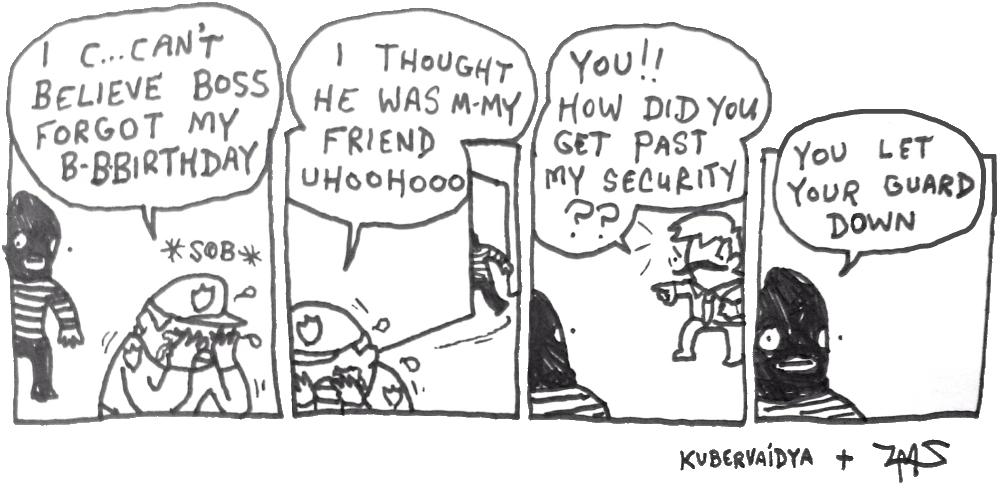 I C...CAN'T
BELIEVE BOSS
FORGOT MY
B-BBIRTHDAY
*SOB*
I THOUGHT
HE WAS M-MY
FRIEND
UHOOHOOO
YOU!!
HOW DID YOU
GET PAST
MY SECURITY
??
YOU LET
YOUR GUARD
DOWN
KUBERVAIDYA +